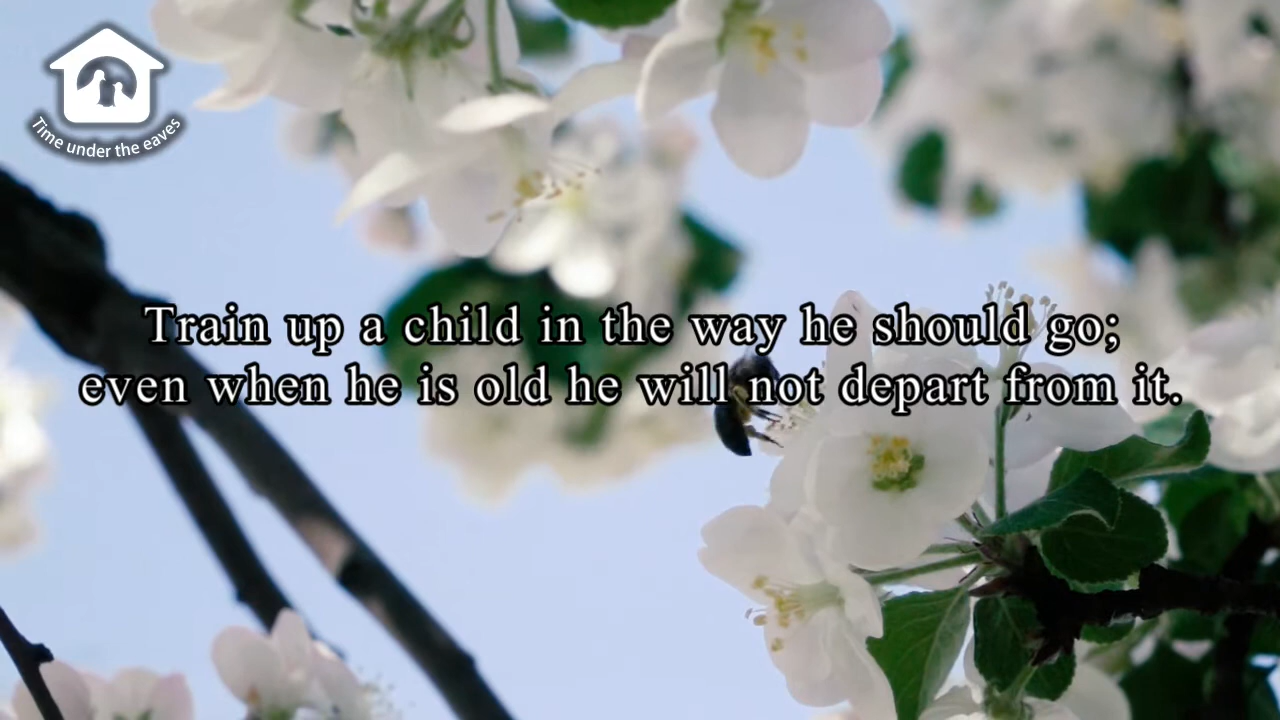 Time under the eaves
Train up a child in the way he should go;
even when he is old he will not depart from it.